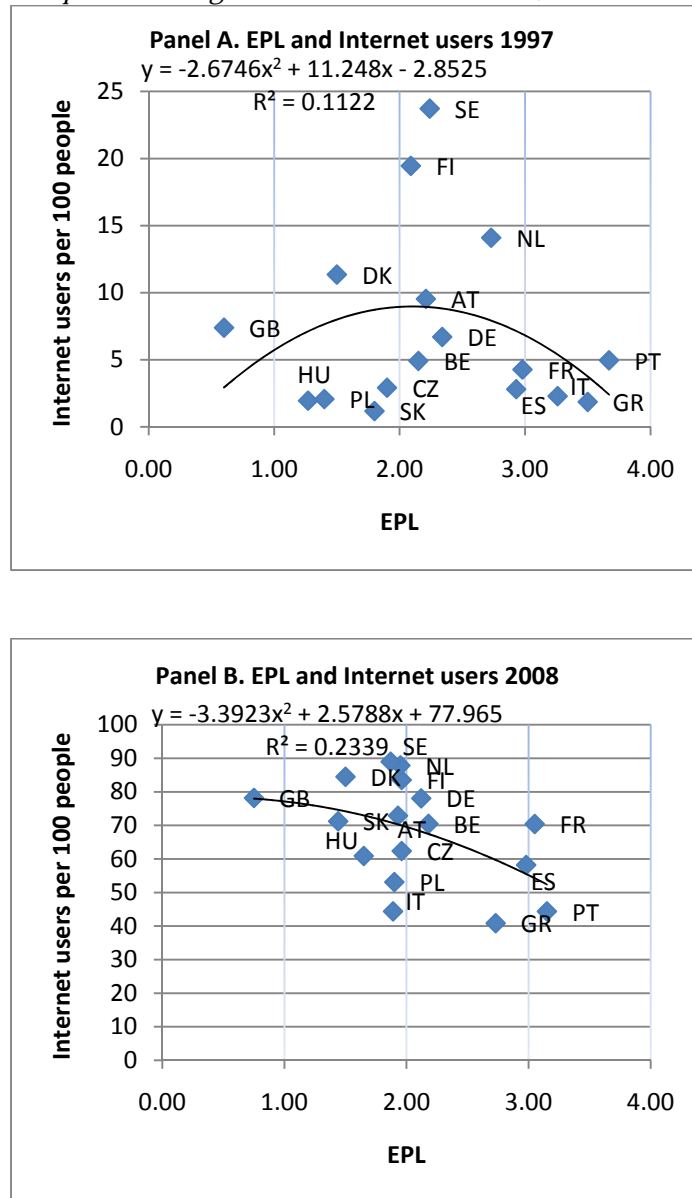 Panel A. EPL and Internet users 1997
y = -2.6746x² + 11.248x - 2.8525
R² = 0.1122
Internet users per 100 people
25
20
15
10
5
0
SE
FI
NL
DK
AT
GB
DE
BE
FR
PT
HU
PL
CZ
SK
ES
IT
GR
0.00 1.00 2.00 3.00 4.00
EPL
Panel B. EPL and Internet users 2008
y = -3.3923x² + 2.5788x + 77.965
R² = 0.2339
Internet users per 100 people
100
90
80
70
60
50
40
30
20
10
0
SE
NL
DK
FI
GB
DE
SK
AT
BE
FR
HU
CZ
PL
ES
IT
GR
PT
0.00 1.00 2.00 3.00 4.00
EPL